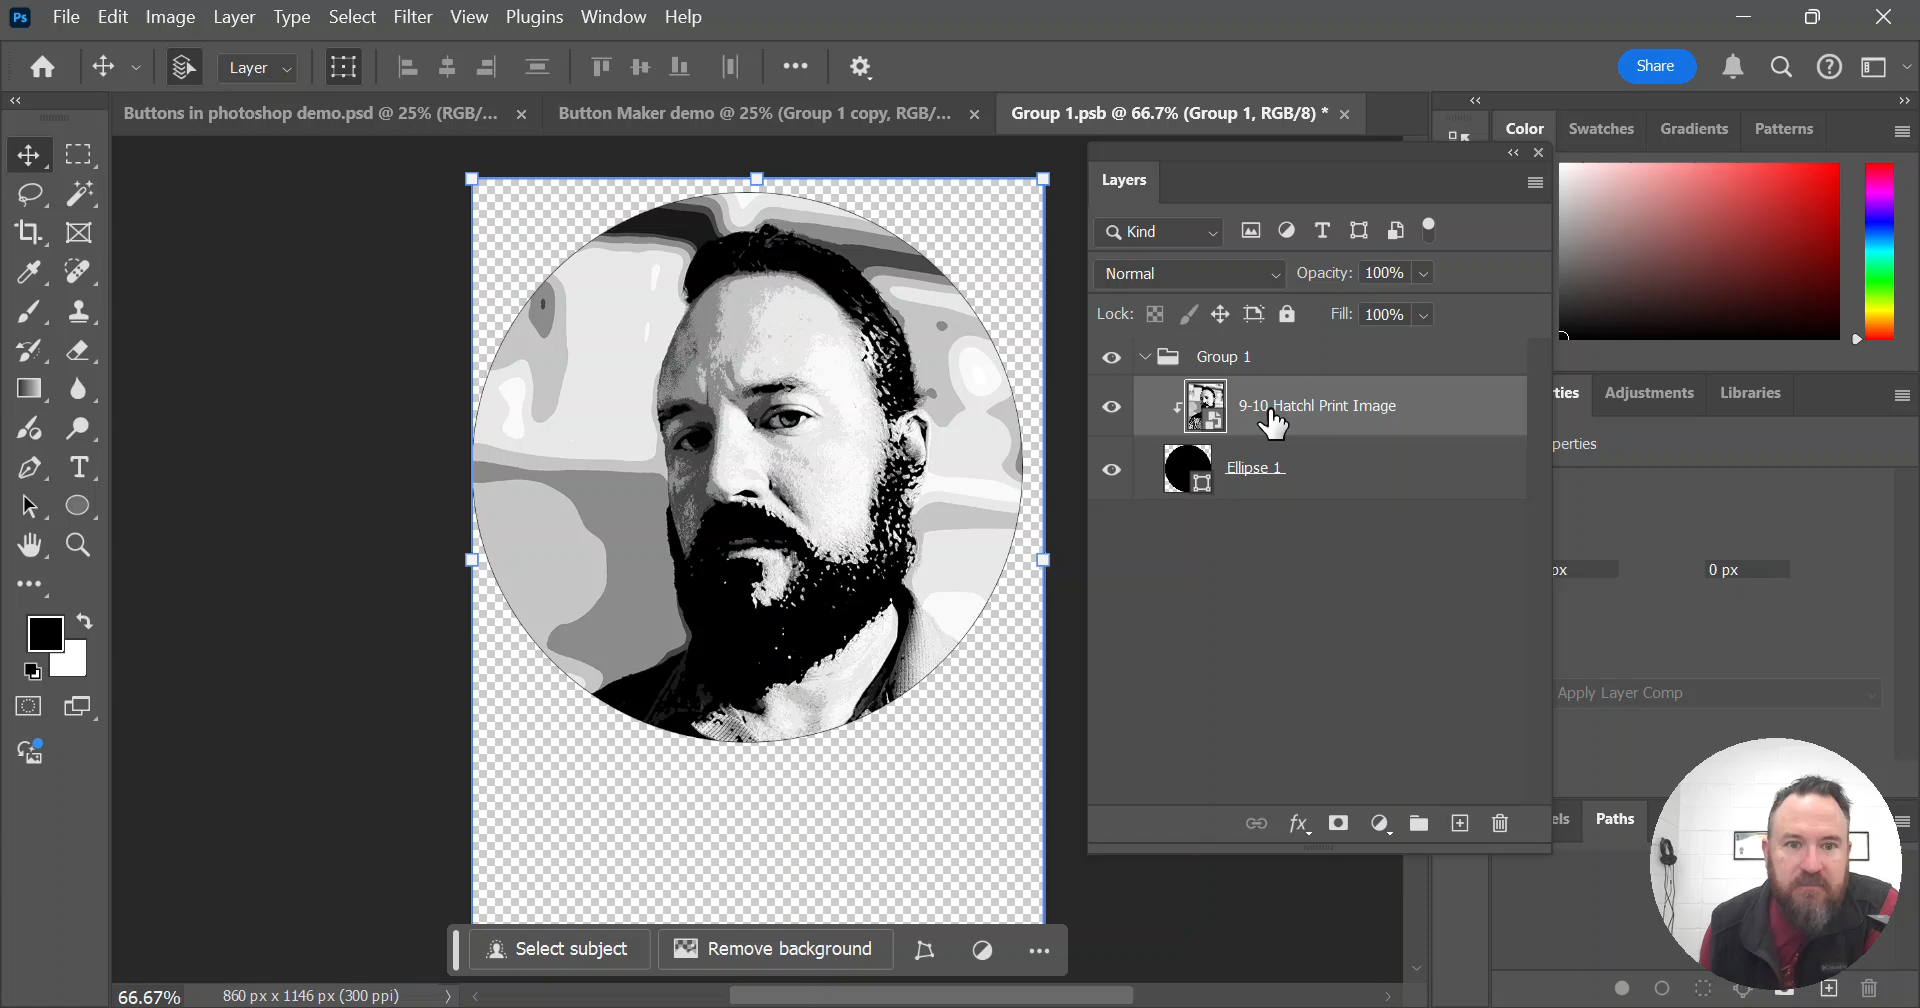 Ps File Edit Image Layer Type Select Filter View Plugins Window Help
Layer Share
Buttons in photoshop demo.psd @ 25% (RGB/... Button Maker demo @ 25% (Group 1 copy, RGB/... Group 1.psb @ 66.7% (Group 1, RGB/8) *
Color Swatches Gradients Patterns
Layers
Kind
Normal Opacity: 100%
Lock: Fill: 100%
Group 1
9-10 Hatchl Print Image
Ellipse 1
ties Adjustments Libraries
perties
px 0 px
Apply Layer Comp
els Paths
Select subject Remove background
66.67% 860 px x 1146 px (300 ppi)